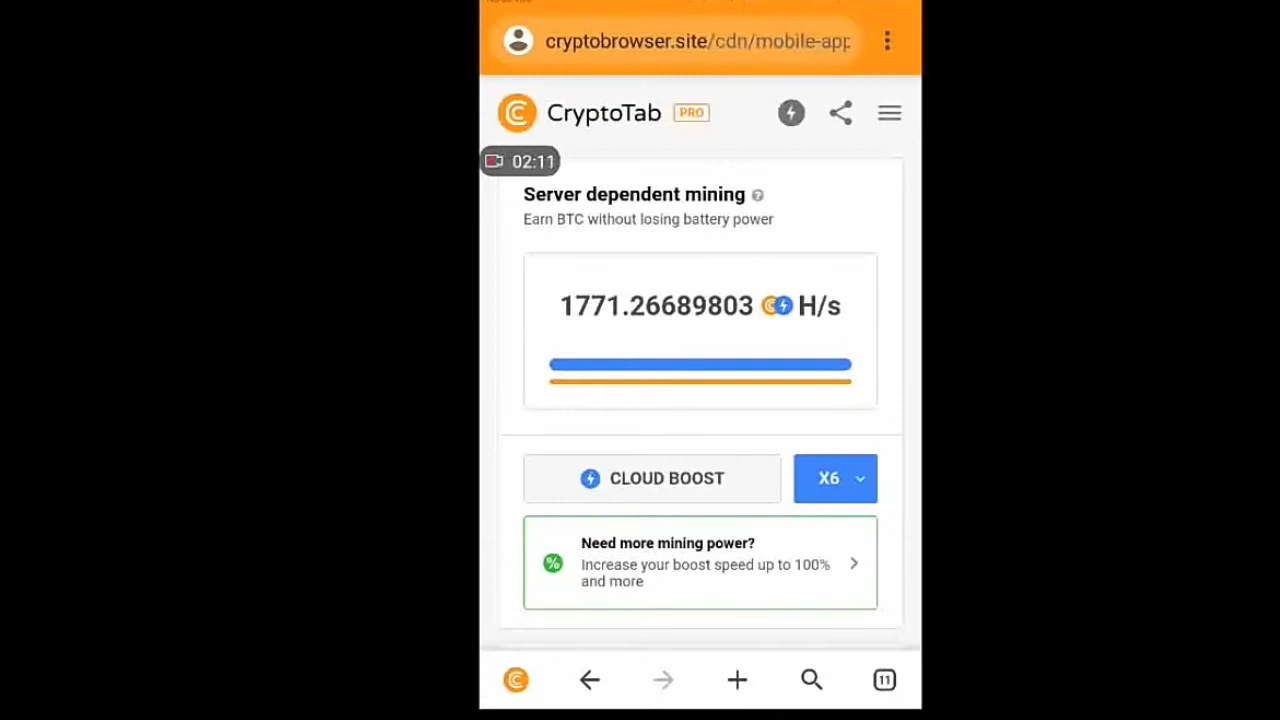 cryptobrowser.site/cdn/mobile-app
CryptoTab PRO
02:11
Server dependent mining
Earn BTC without losing battery power
1771.26689803 H/s
CLOUD BOOST
X6
Need more mining power?
Increase your boost speed up to 100%
and more
11